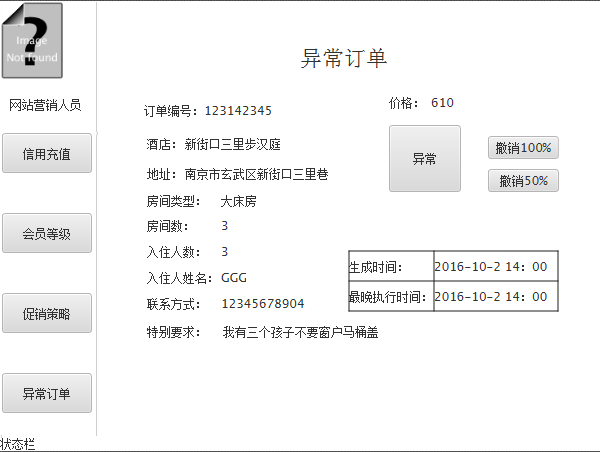 Image
Not found
网站营销人员
信用充值
会员等级
促销策略
异常订单
状态栏
异常订单
订单编号：123142345
价格： 610
酒店：新街口三里步汉庭
异常
撤销100%
地址：南京市玄武区新街口三里巷
撤销50%
房间类型： 大床房
房间数： 3
入住人数： 3
入住人姓名：GGG
联系方式： 12345678904
特别要求： 我有三个孩子不要窗户马桶盖
生成时间： 2016-10-2 14：00
最晚执行时间： 2016-10-2 14：00